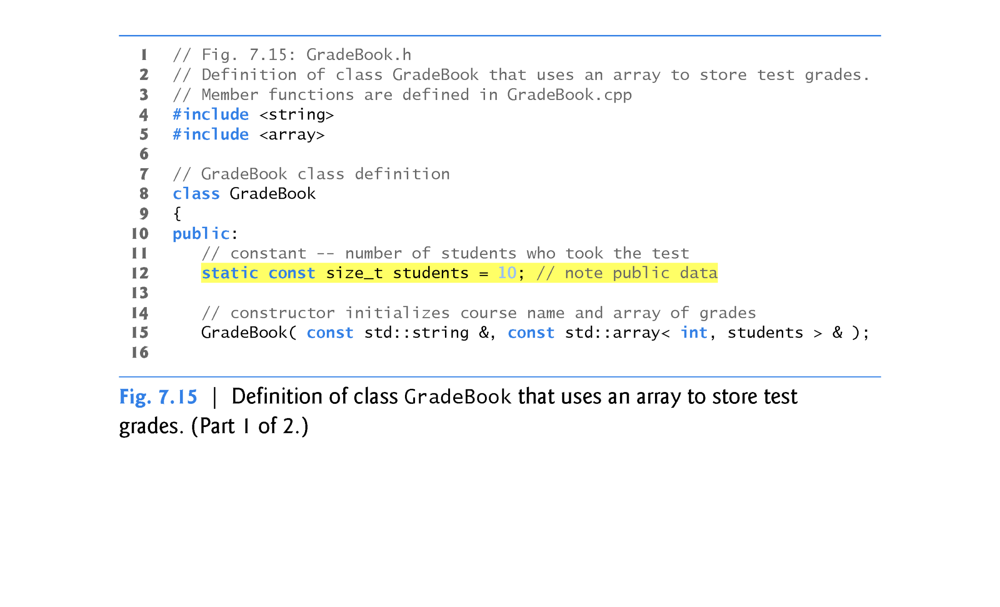 1 // Fig. 7.15: GradeBook.h
2 // Definition of class GradeBook that uses an array to store test grades.
3 // Member functions are defined in GradeBook.cpp
4 #include <string>
5 #include <array>
6
7 // GradeBook class definition
8 class GradeBook
9 {
10 public:
11    // constant -- number of students who took the test
12    static const size_t students = 10; // note public data
13
14    // constructor initializes course name and array of grades
15    GradeBook( const std::string &, const std::array< int, students > & );
16
Fig. 7.15 | Definition of class GradeBook that uses an array to store test
grades. (Part 1 of 2.)